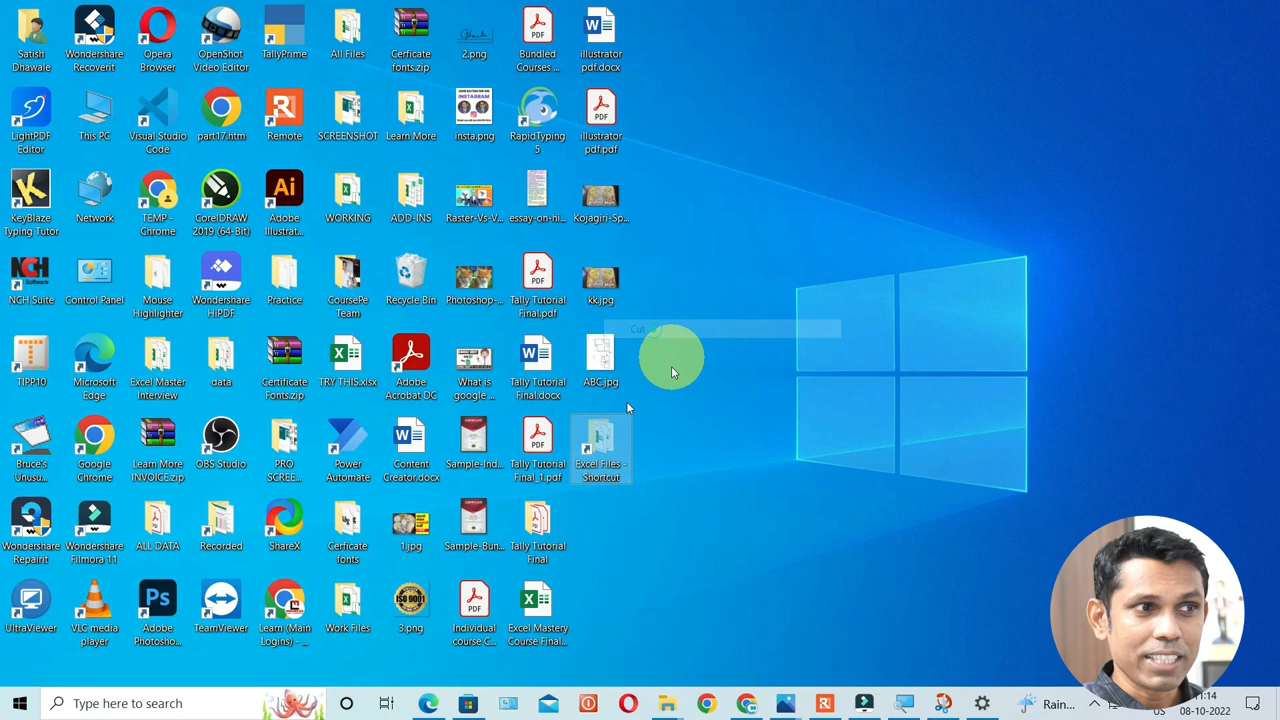 Satish
Dhawale
Wondershare
Recoverit
Opera
Browser
OpenShot
Video Editor
TallyPrime
All Files
Cerficate
fonts.zip
2.png
Bundled
Courses ...
illustrator
pdf.docx
LightPDF
Editor
This PC
Visual Studio
Code
part17.htm
Remote
SCREENSHOT
Learn More
insta.png
RapidTyping
5
illustrator
pdf.pdf
KeyBlaze
Typing Tutor
Network
TEMP -
Chrome
CorelDRAW
2019 (64-Bit)
Adobe
Illustrat...
WORKING
ADD-INS
Raster-Vs-V...
essay-on-hi...
Kojagiri-Sp...
NCH Suite
Control Panel
Mouse
Highlighter
Wondershare
HiPDF
Practice
CoursePe
Team
Recycle Bin
Photoshop-...
Tally Tutorial
Final.pdf
kk.jpg
Cut
TIPP10
Microsoft
Edge
Excel Master
Interview
data
Certificate
Fonts.zip
TRY THIS.xlsx
Adobe
Acrobat DC
What is
google ...
Tally Tutorial
Final.docx
ABC.jpg
Bruce's
Unusu...
Google
Chrome
Learn More
INVOICE.zip
OBS Studio
PRO
SCREE...
Power
Automate
Content
Creator.docx
Sample-Ind...
Tally Tutorial
Final_1.pdf
Excel Files -
Shortcut
Wondershare
Repairit
Wondershare
Filmora 11
ALL DATA
Recorded
ShareX
Cerficate
fonts
1.jpg
Sample-Bun...
Tally Tutorial
Final
UltraViewer
VLC media
player
Adobe
Photosho...
TeamViewer
Learn (Main
Logins) - ...
Work Files
3.png
Individual
course C...
Excel Mastery
Course Final...
Type here to search
Rain...
US
11:14
08-10-2022